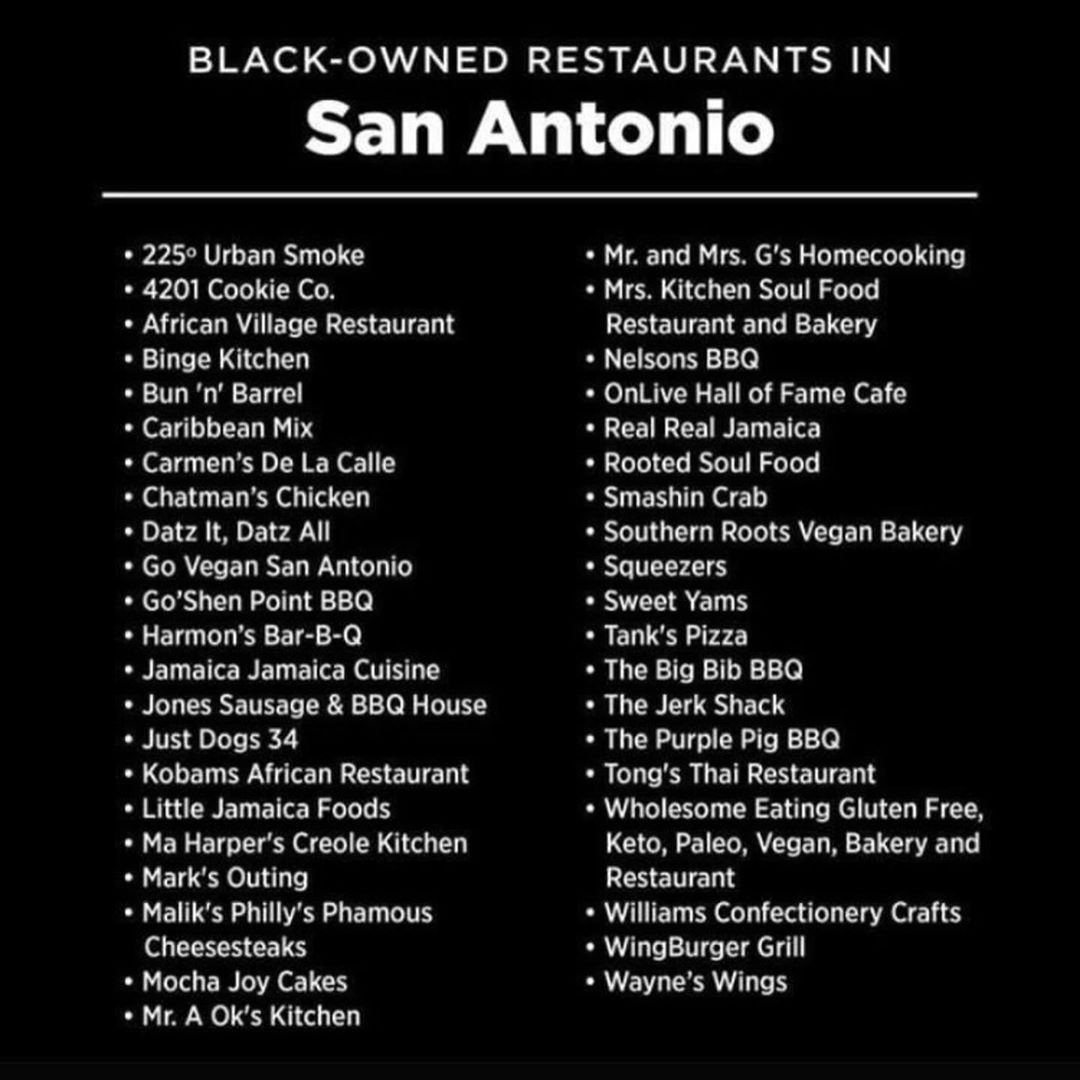 BLACK-OWNED RESTAURANTS IN
San Antonio
• 225° Urban Smoke
• 4201 Cookie Co.
• African Village Restaurant
• Binge Kitchen
• Bun 'n' Barrel
• Caribbean Mix
• Carmen's De La Calle
• Chatman's Chicken
• Datz It, Datz All
• Go Vegan San Antonio
• Go'Shen Point BBQ
• Harmon's Bar-B-Q
• Jamaica Jamaica Cuisine
• Jones Sausage & BBQ House
• Just Dogs 34
• Kobams African Restaurant
• Little Jamaica Foods
• Ma Harper's Creole Kitchen
• Mark's Outing
• Malik's Philly's Phamous
Cheesesteaks
• Mocha Joy Cakes
• Mr. A Ok's Kitchen
• Mr. and Mrs. G's Homecooking
• Mrs. Kitchen Soul Food
Restaurant and Bakery
• Nelsons BBQ
• OnLive Hall of Fame Cafe
• Real Real Jamaica
• Rooted Soul Food
• Smashin Crab
• Southern Roots Vegan Bakery
• Squeezers
• Sweet Yams
• Tank's Pizza
• The Big Bib BBQ
• The Jerk Shack
• The Purple Pig BBQ
• Tong's Thai Restaurant
• Wholesome Eating Gluten Free,
Keto, Paleo, Vegan, Bakery and
Restaurant
• Williams Confectionery Crafts
• WingBurger Grill
• Wayne's Wings